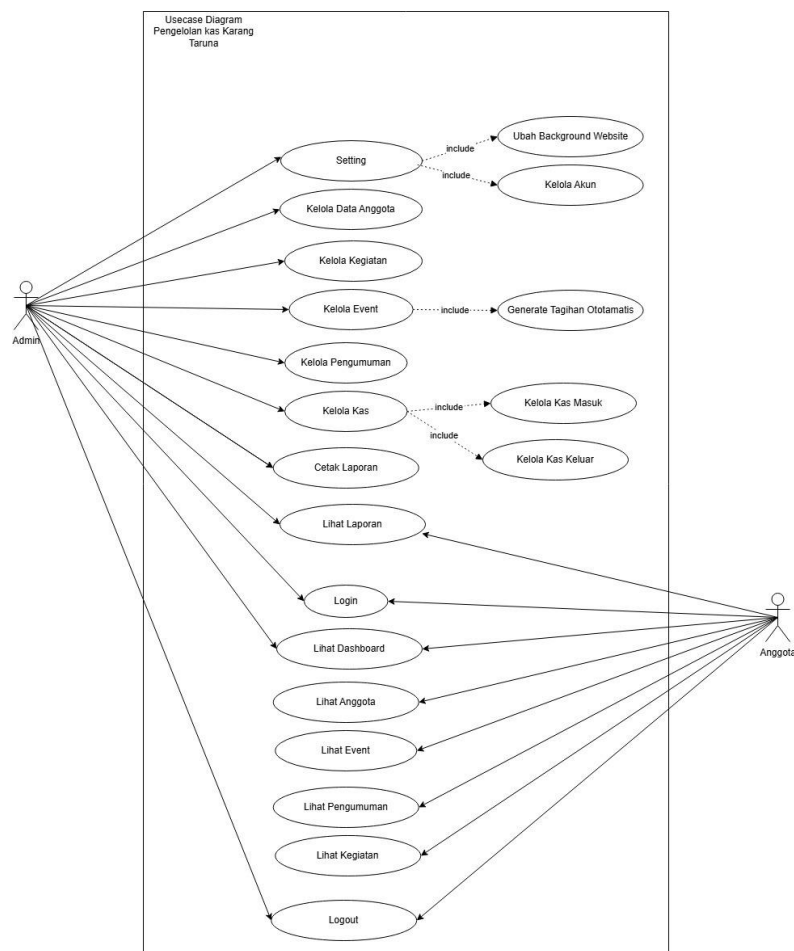 Usecase Diagram
Pengelolan kas Karang
Taruna
Ubah Background Website
include
Setting
include
Kelola Akun
Kelola Data Anggota
Kelola Kegiatan
Kelola Event
include
Generate Tagihan Ototamatis
Admin
Kelola Pengumuman
Kelola Kas
include
Kelola Kas Masuk
include
Kelola Kas Keluar
Cetak Laporan
Lihat Laporan
Login
Lihat Dashboard
Anggota
Lihat Anggota
Lihat Event
Lihat Pengumuman
Lihat Kegiatan
Logout